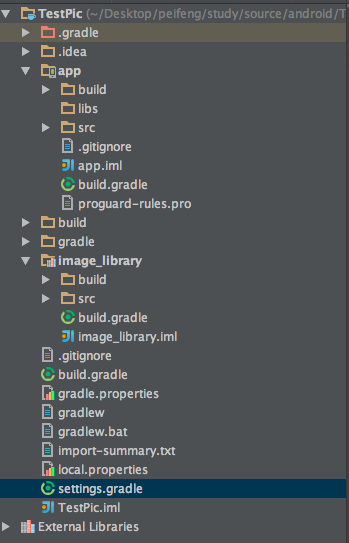 TestPic (~/Desktop/peifeng/study/source/android/T
.gradle
.idea
app
build
libs
src
.gitignore
app.iml
build.gradle
proguard-rules.pro
build
gradle
image_library
build
src
build.gradle
image_library.iml
.gitignore
build.gradle
gradle.properties
gradlew
gradlew.bat
import-summary.txt
local.properties
settings.gradle
TestPic.iml
External Libraries